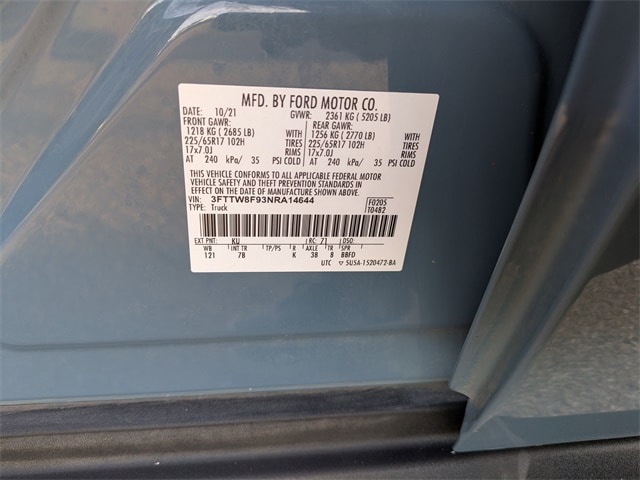 MFD. BY FORD MOTOR CO.
DATE: 10/21 GVWR: 2361 KG ( 5205 LB)
FRONT GAWR: REAR GAWR:
1218 KG ( 2685 LB) WITH 1256 KG ( 2770 LB) WITH
225/65R17 102H TIRES 225/65R17 102H TIRES
17x7.0J RIMS 17x7.0J RIMS
AT 240 kPa/ 35 PSI COLD AT 240 kPa/ 35 PSI COLD
THIS VEHICLE CONFORMS TO ALL APPLICABLE FEDERAL MOTOR
VEHICLE SAFETY AND THEFT PREVENTION STANDARDS IN
EFFECT ON THE DATE OF MANUFACTURE SHOWN ABOVE.
VIN: 3FTTW8F93NRA14644 F0205
TYPE: Truck T0482
EXT PNT: KU RC: 71 DSO:
WB INT TR TP/PS R AXLE TR SPR
121 7B K 38 8 BBFD
UTC ▽ 5U5A-1520472-BA